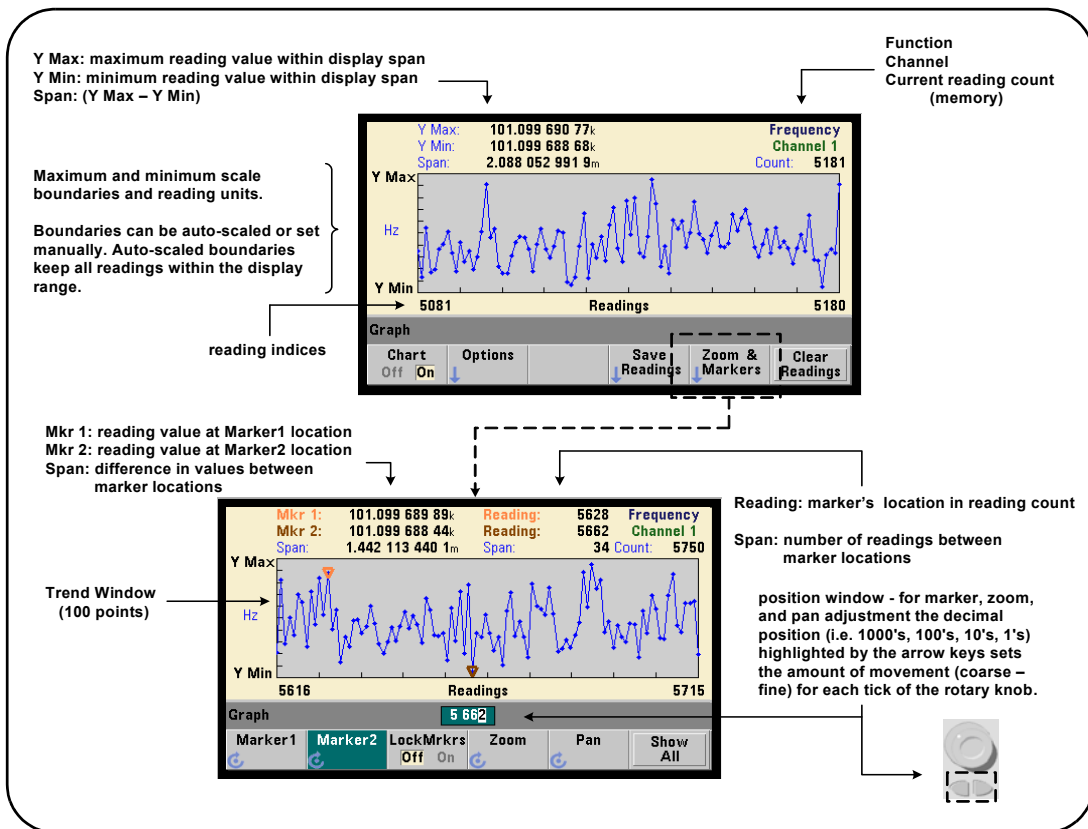 Y Max: maximum reading value within display span
Y Min: minimum reading value within display span
Span: (Y Max – Y Min)
Function
Channel
Current reading count
(memory)
Y Max: 101.099 690 77k
Y Min: 101.099 688 68k
Span: 2.088 052 991 9m
Frequency
Channel 1
Count: 5181
Maximum and minimum scale
boundaries and reading units.
Boundaries can be auto-scaled or set
manually. Auto-scaled boundaries
keep all readings within the display
range.
Y Max
Hz
Y Min
5081 Readings 5180
reading indices
Graph
Chart
Off On
Options
Save
Readings
Zoom &
Markers
Clear
Readings
Mkr 1: reading value at Marker1 location
Mkr 2: reading value at Marker2 location
Span: difference in values between
marker locations
Mkr 1: 101.099 689 89k Reading: 5628 Frequency
Mkr 2: 101.099 688 44k Reading: 5662 Channel 1
Span: 1.442 113 440 1m Span: 34 Count: 5750
Reading: marker's location in reading count
Span: number of readings between
marker locations
Trend Window
(100 points)
Y Max
Hz
Y Min
5616 Readings 5715
position window - for marker, zoom,
and pan adjustment the decimal
position (i.e. 1000's, 100's, 10's, 1's)
highlighted by the arrow keys sets
the amount of movement (coarse –
fine) for each tick of the rotary knob.
Graph 5 662
Marker1
Marker2
LockMrkrs
Off On
Zoom
Pan
Show
All